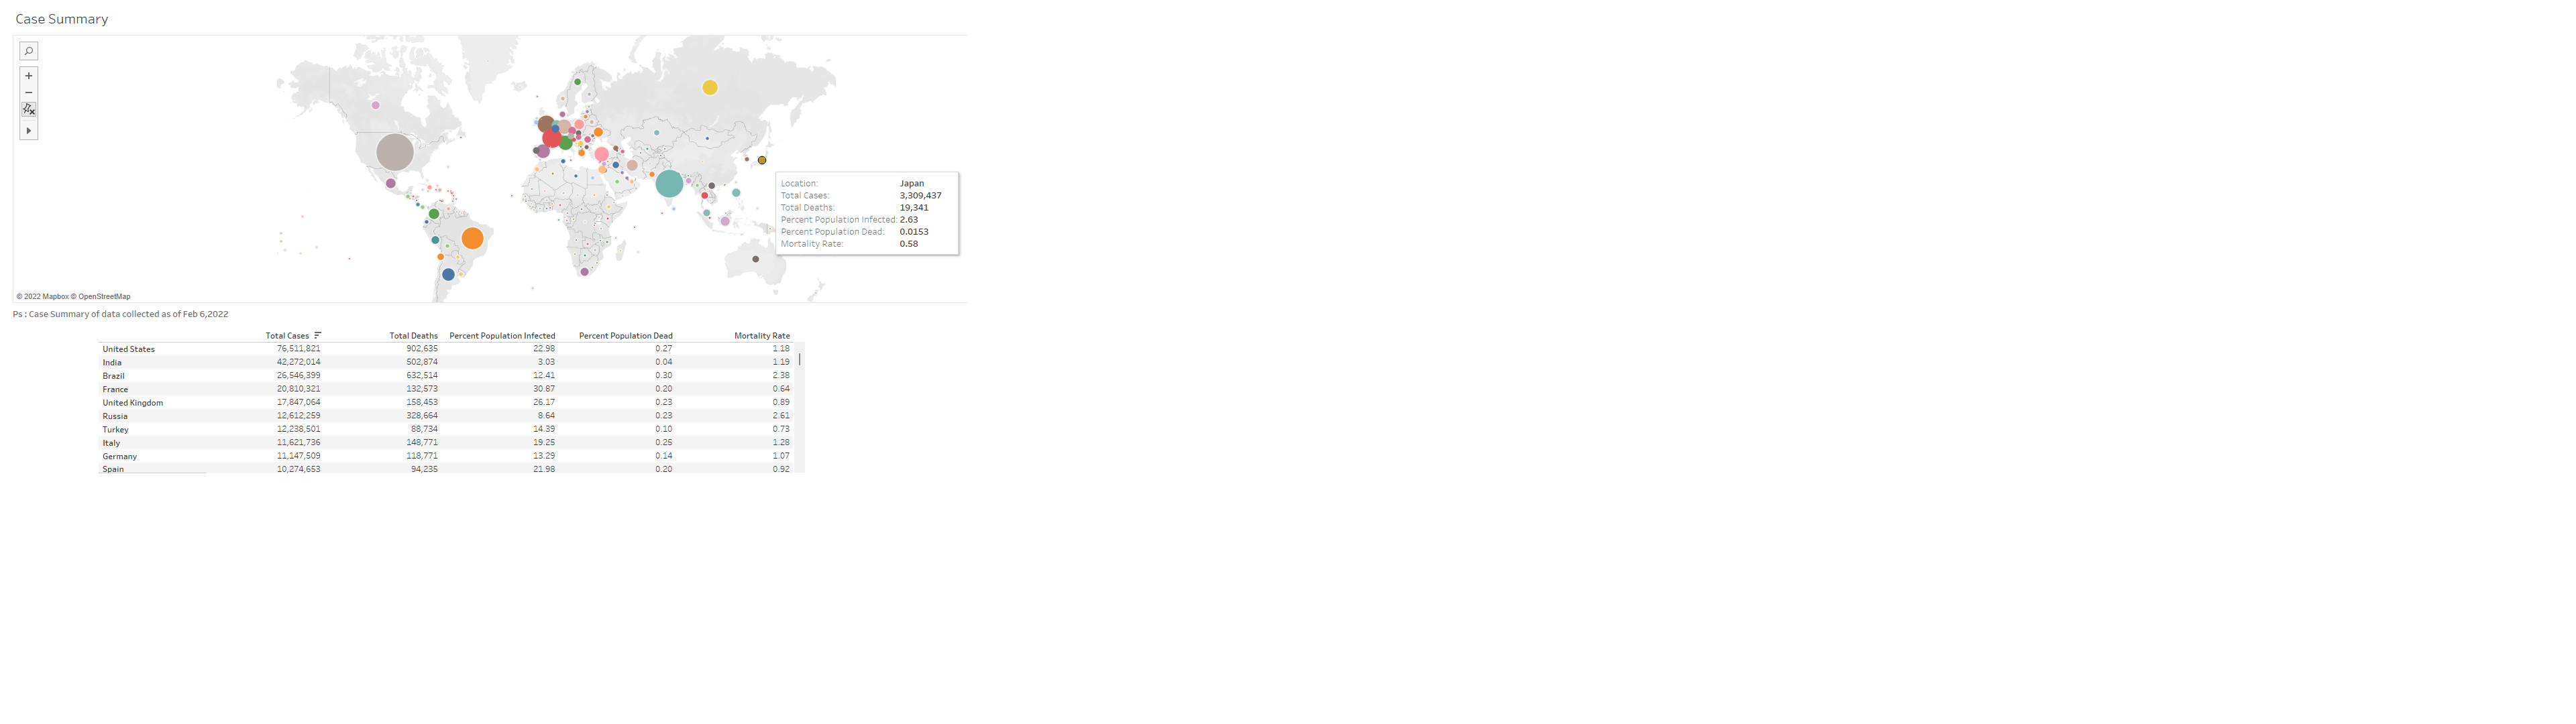 Case Summary
+
−
Location: Japan
Total Cases: 3,309,437
Total Deaths: 19,341
Percent Population Infected: 2.63
Percent Population Dead: 0.0153
Mortality Rate: 0.58
© 2022 Mapbox © OpenStreetMap
Ps : Case Summary of data collected as of Feb 6,2022
Total Cases Total Deaths Percent Population Infected Percent Population Dead Mortality Rate
United States 76,511,821 902,635 22.98 0.27 1.18
India 42,272,014 502,874 3.03 0.04 1.19
Brazil 26,546,399 632,514 12.41 0.30 2.38
France 20,810,321 132,573 30.87 0.20 0.64
United Kingdom 17,847,064 158,453 26.17 0.23 0.89
Russia 12,612,259 328,664 8.64 0.23 2.61
Turkey 12,238,501 88,734 14.39 0.10 0.73
Italy 11,621,736 148,771 19.25 0.25 1.28
Germany 11,147,509 118,771 13.29 0.14 1.07
Spain 10,274,653 94,235 21.98 0.20 0.92